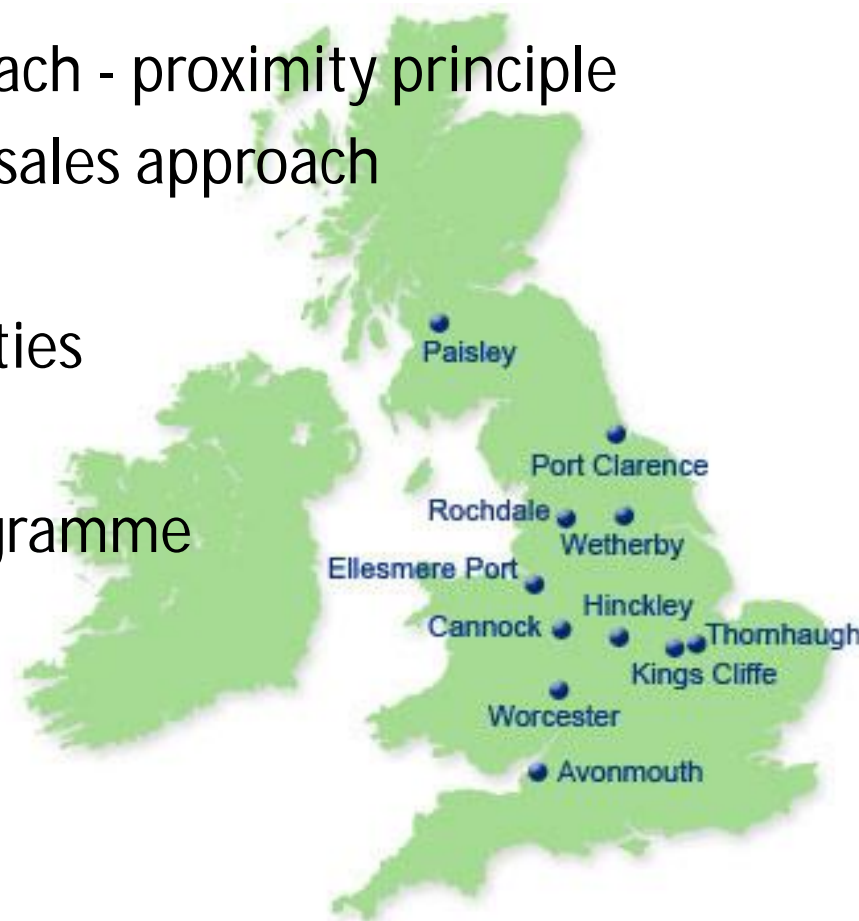 ach - proximity principle
sales approach
ties
Paisley
Port Clarence
Rochdale
gramme
Wetherby
Ellesmere Port
Hinckley
Cannock
Thornhaugh
Kings Cliffe
Worcester
Avonmouth